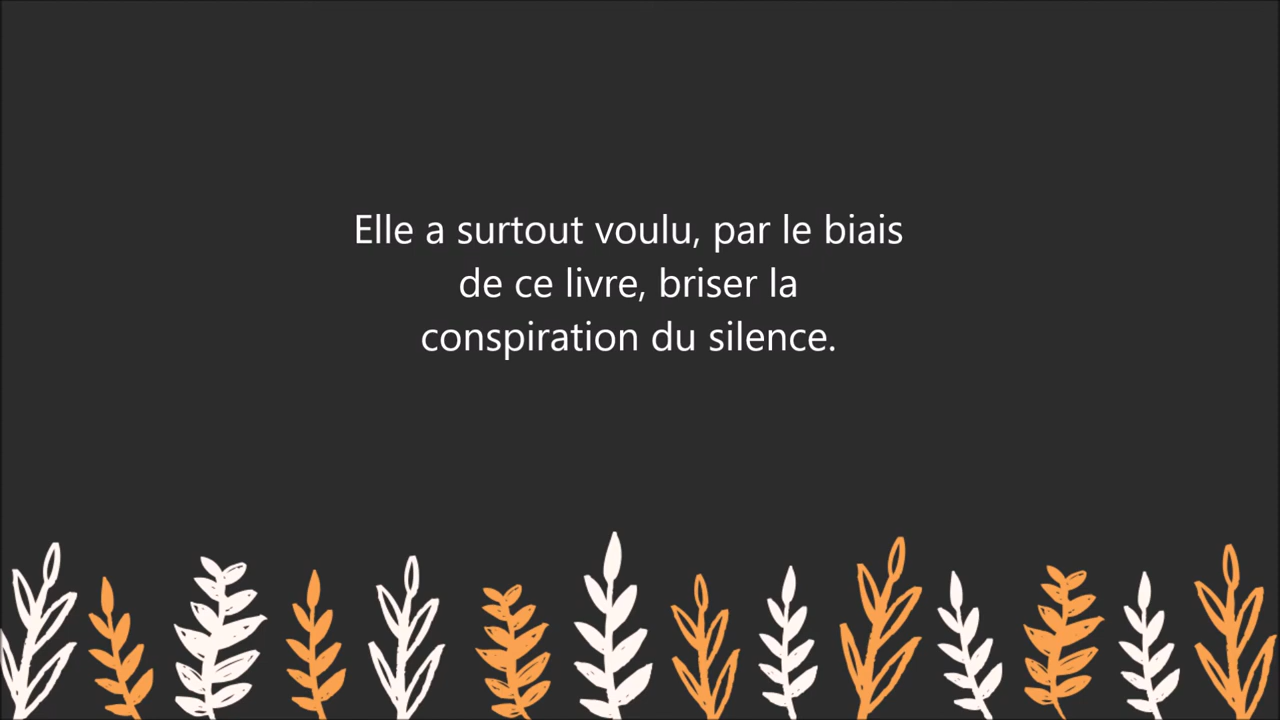 Elle a surtout voulu, par le biais
de ce livre, briser la
conspiration du silence.